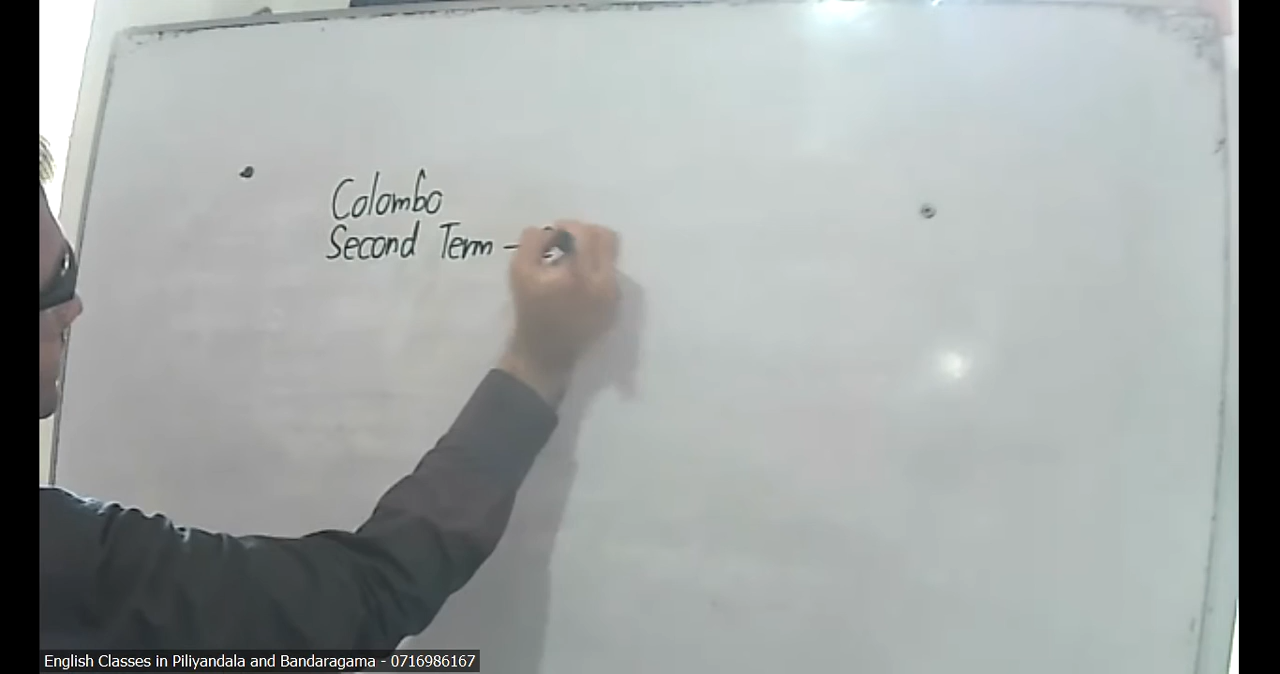 Colombo
Second Term -
English Classes in Piliyandala and Bandaragama - 0716986167